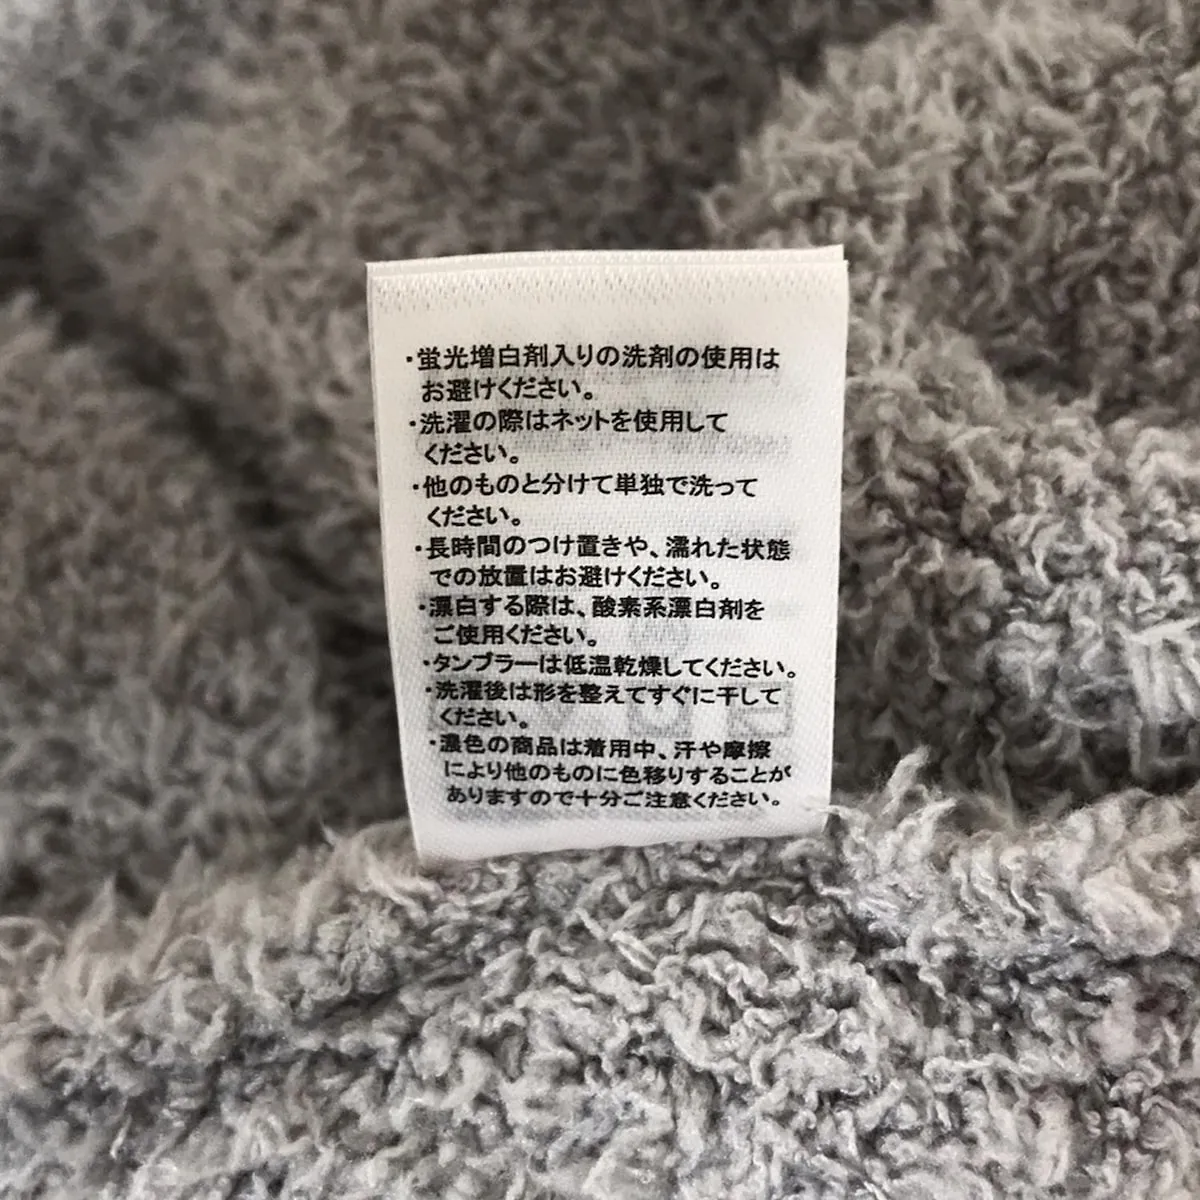 ・蛍光増白剤入りの洗剤の使用は
お避けください。
・洗濯の際はネットを使用して
ください。
・他のものと分けて単独で洗って
ください。
・長時間のつけ置きや、濡れた状態
での放置はお避けください。
・漂白する際は、酸素系漂白剤を
ご使用ください。
・タンブラーは低温乾燥してください。
・洗濯後は形を整えてすぐに干して
ください。
・濃色の商品は着用中、汗や摩擦
により他のものに色移りすることが
ありますので十分ご注意ください。